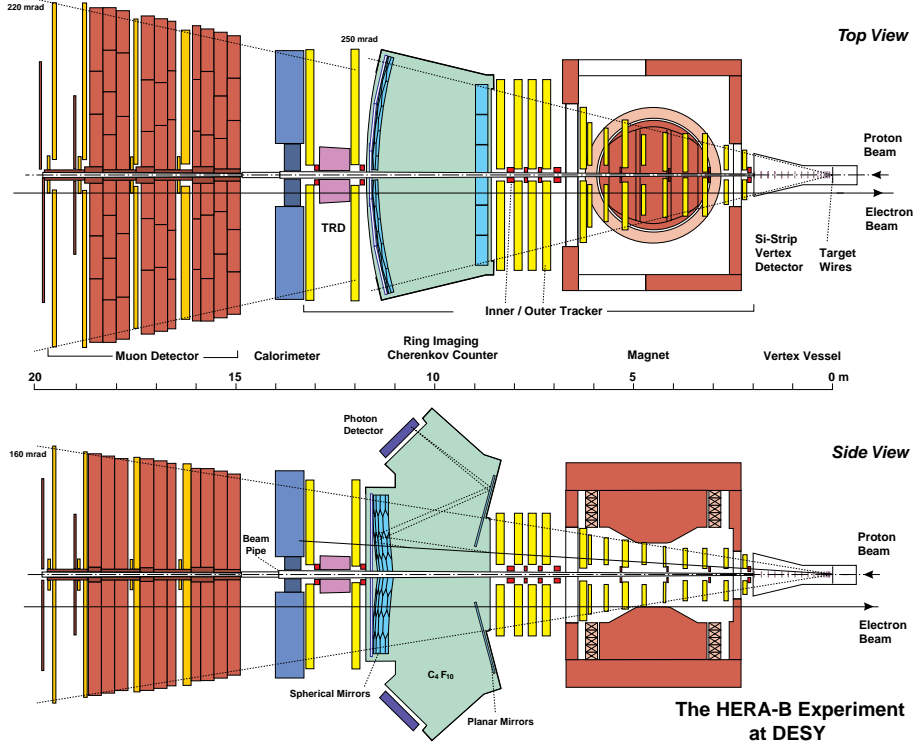 220 mrad
250 mrad
Top View
Proton
Beam
Electron
Beam
TRD
Si-Strip
Vertex
Detector
Target
Wires
Inner / Outer Tracker
Muon Detector
Calorimeter
Ring Imaging
Cherenkov Counter
Magnet
Vertex Vessel
20
15
10
5
0 m
Photon
Detector
Side View
160 mrad
Beam
Pipe
Proton
Beam
Electron
Beam
C4 F10
Spherical Mirrors
Planar Mirrors
The HERA-B Experiment
at DESY